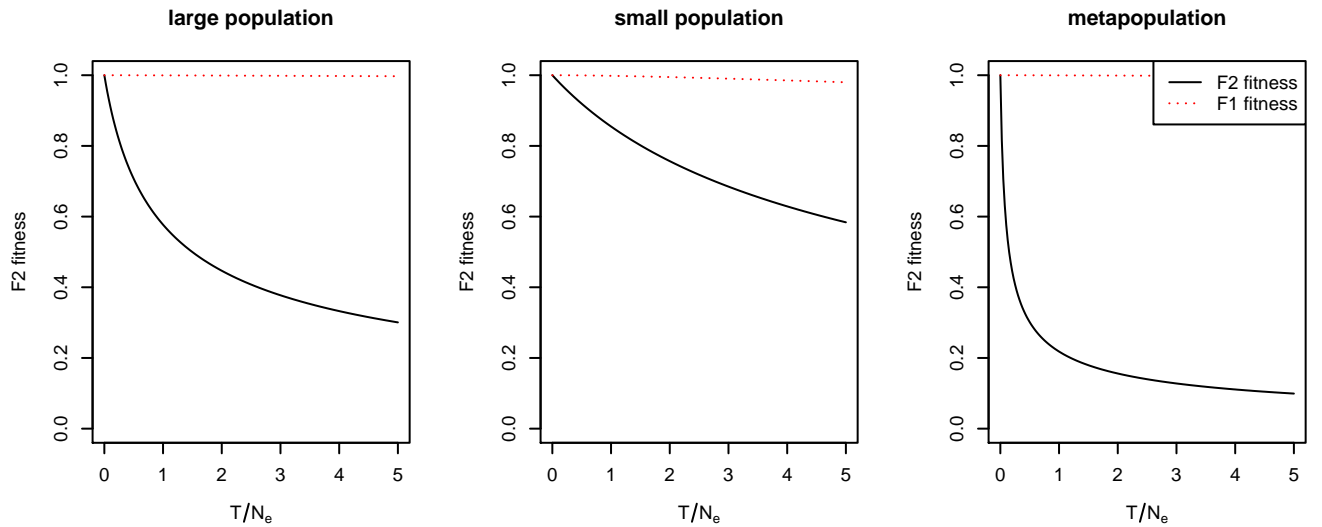 large population
F2 fitness
1.0
0.8
0.6
0.4
0.2
0.0
0 1 2 3 4 5
T/Nₑ
small population
F2 fitness
1.0
0.8
0.6
0.4
0.2
0.0
0 1 2 3 4 5
T/Nₑ
metapopulation
F2 fitness
1.0
0.8
0.6
0.4
0.2
0.0
F2 fitness
F1 fitness
0 1 2 3 4 5
T/Nₑ